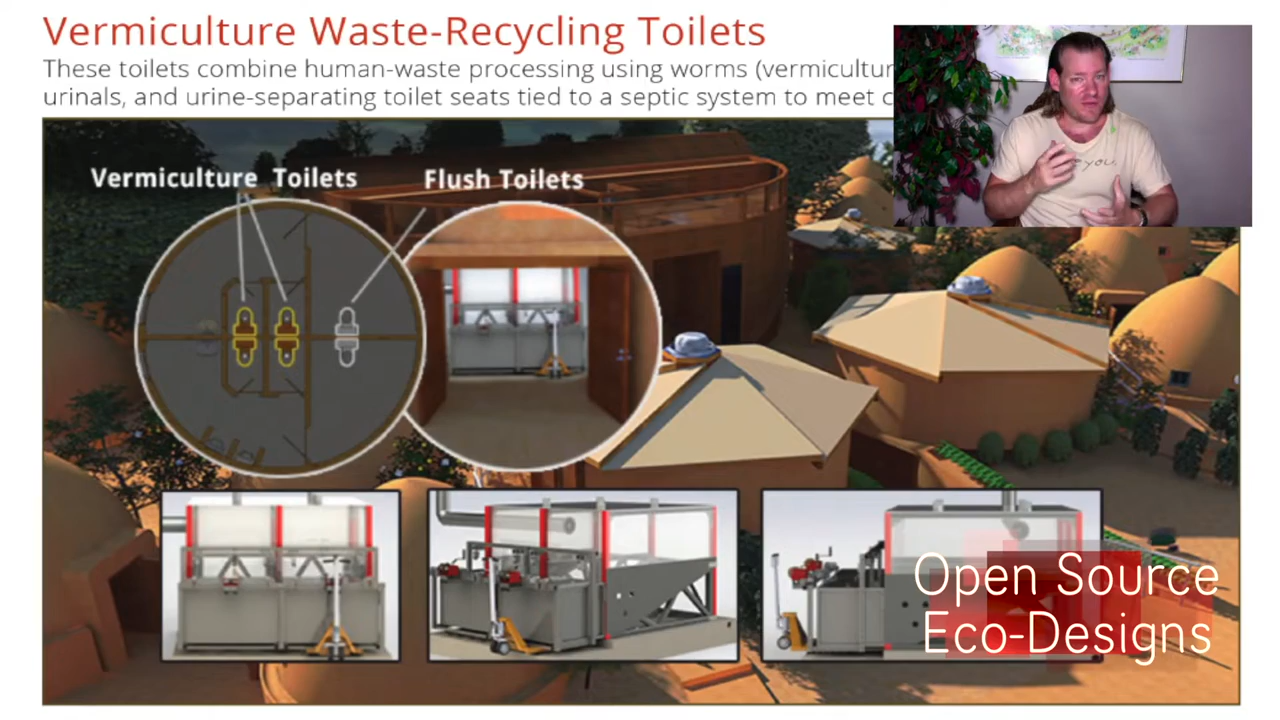 Vermiculture Waste-Recycling Toilets
These toilets combine human-waste processing using worms
urinals, and urine-separating toilet seats tied to a septic system to meet
Vermiculture Toilets
Flush Toilets
you.
Open Source
Eco-Designs